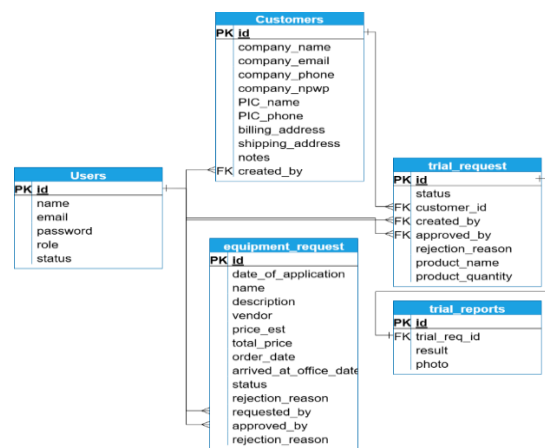 Customers
PK id
company_name
company_email
company_phone
company_npwp
PIC_name
PIC_phone
billing_address
shipping_address
notes
FK created_by
Users
PK id
name
email
password
role
status
trial_request
PK id
status
FK customer_id
FK created_by
FK approved_by
rejection_reason
product_name
product_quantity
equipment_request
PK id
date_of_application
name
description
vendor
price_est
total_price
order_date
arrived_at_office_date
status
rejection_reason
requested_by
approved_by
rejection_reason
trial_reports
PK id
FK trial_req_id
result
photo